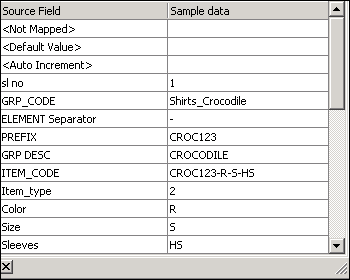 Source Field Sample data
<Not Mapped>
<Default Value>
<Auto Increment>
sl no 1
GRP_CODE Shirts_Crocodile
ELEMENT Separator -
PREFIX CROC123
GRP DESC CROCODILE
ITEM_CODE CROC123-R-S-HS
Item_type 2
Color R
Size S
Sleeves HS